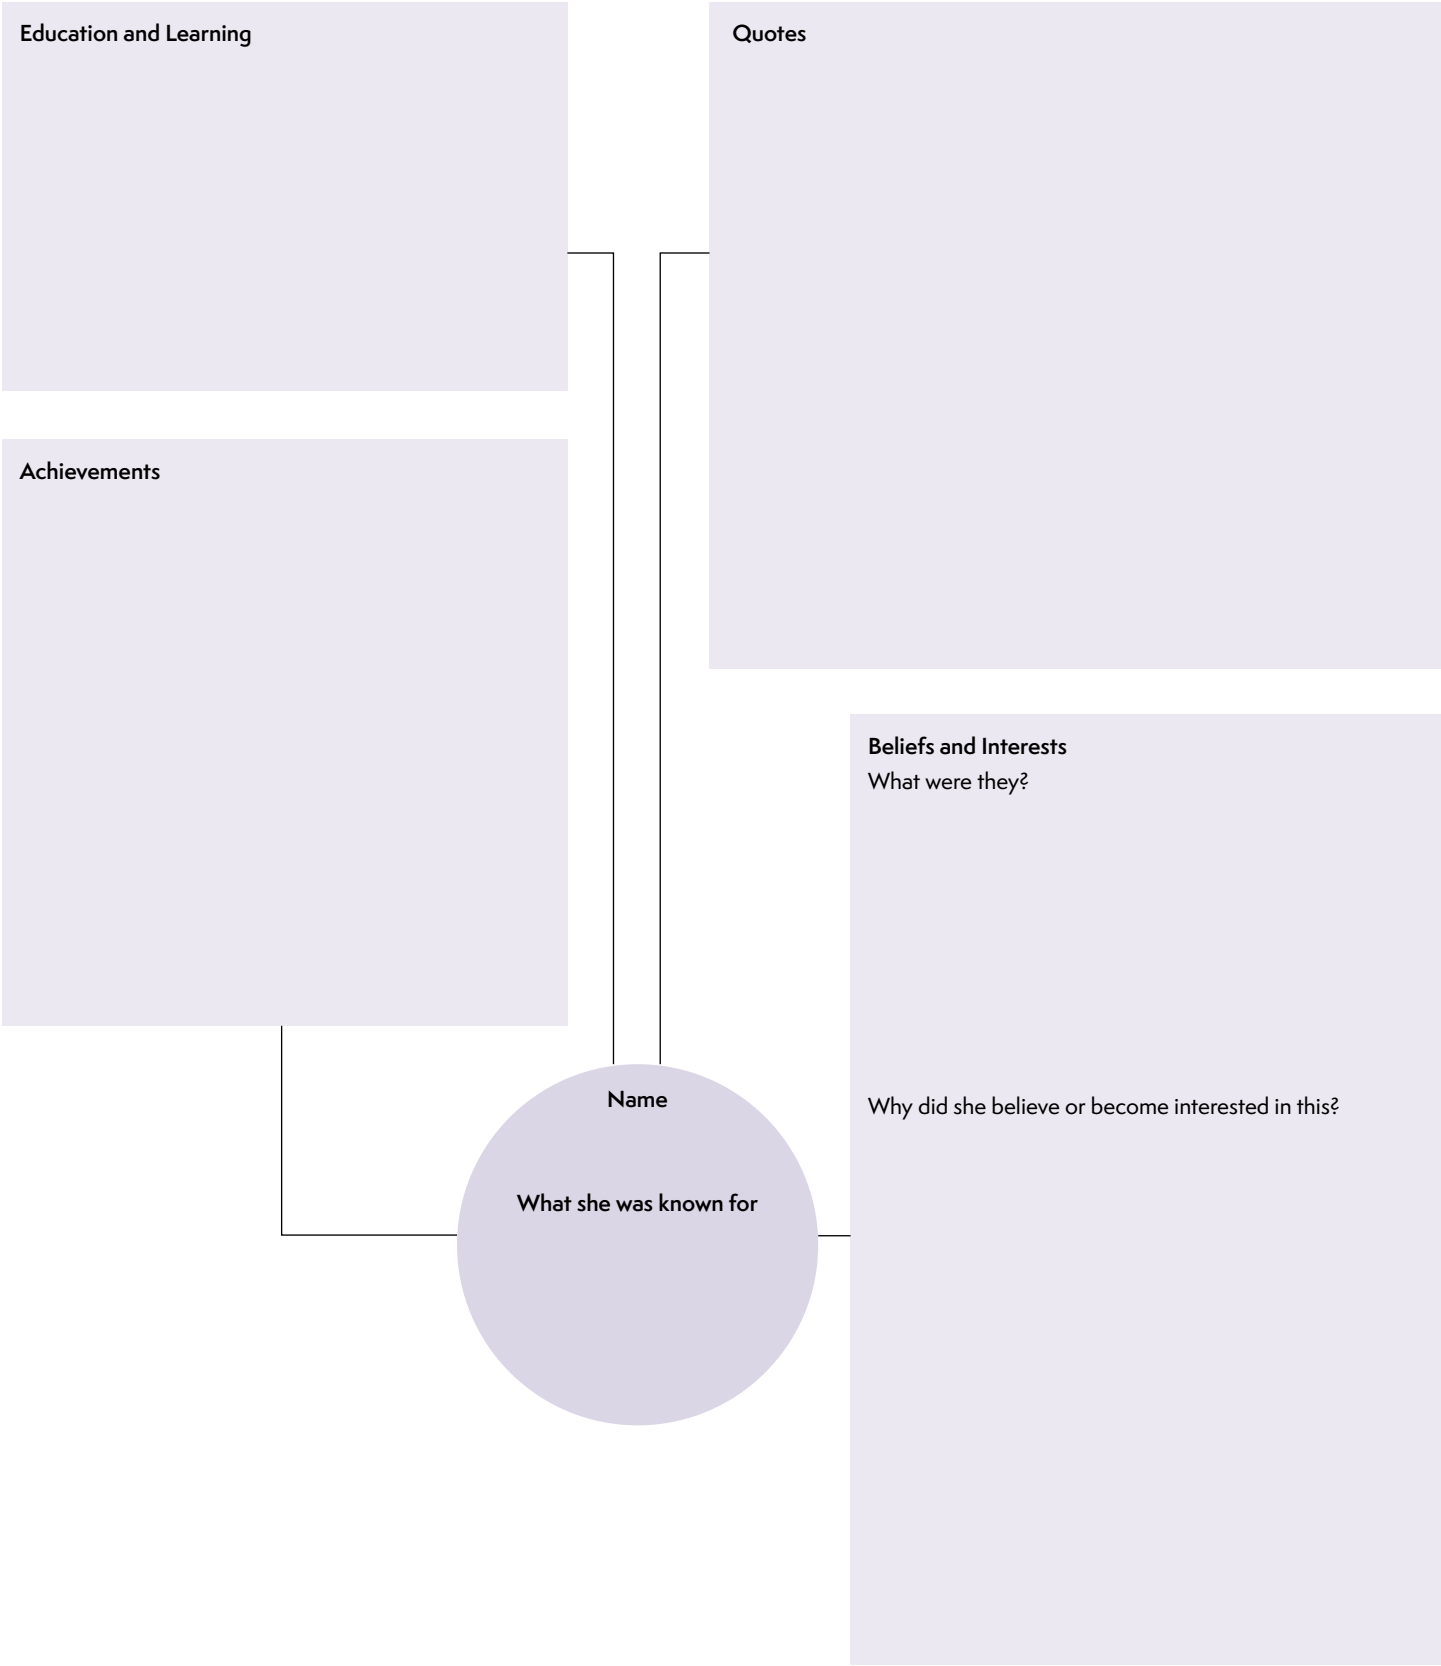 Education and Learning
Quotes
Achievements
Beliefs and Interests
What were they?
Why did she believe or become interested in this?
Name
What she was known for